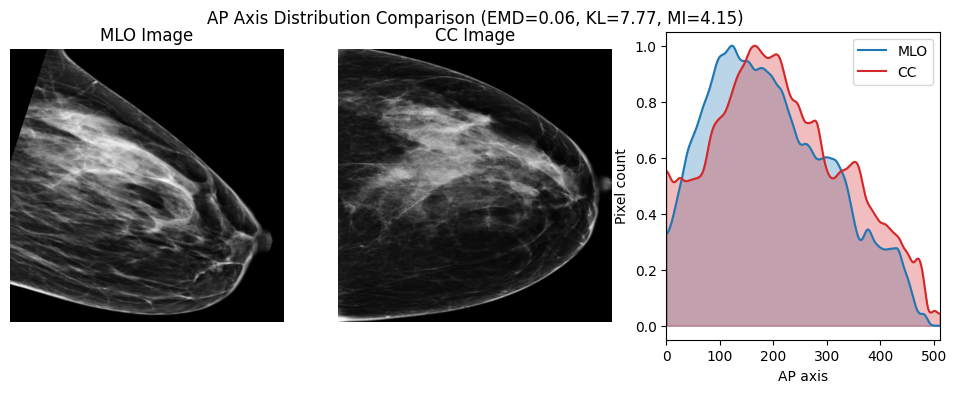 AP Axis Distribution Comparison (EMD=0.06, KL=7.77, MI=4.15)
MLO Image
CC Image
MLO
CC
1.0
0.8
0.6
0.4
0.2
0.0
Pixel count
0 100 200 300 400 500
AP axis